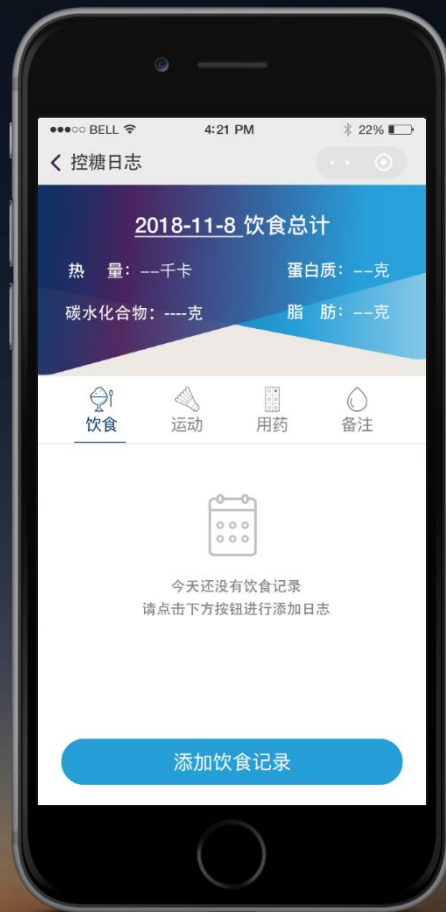 BELL 4:21 PM 22%
控糖日志
2018-11-8 饮食总计
热 量：--千卡 蛋白质：--克
碳水化合物：----克 脂 肪：--克
饮食 运动 用药 备注
今天还没有饮食记录
请点击下方按钮进行添加日志
添加饮食记录